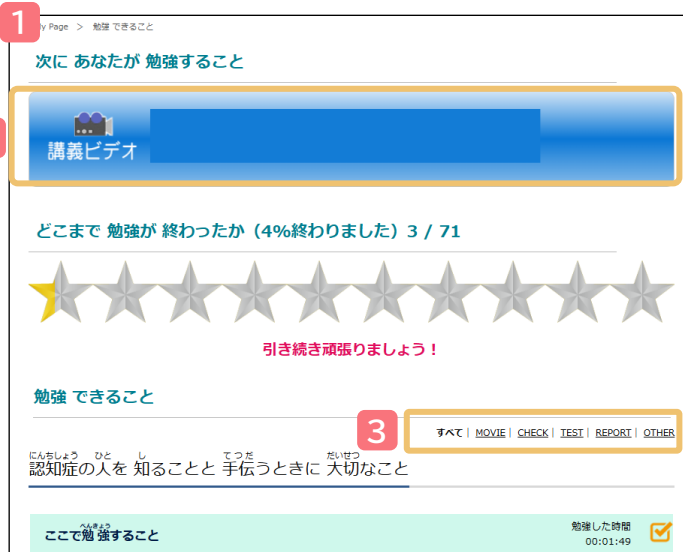 1
y Page ＞ 勉強 できること
次に あなたが 勉強すること
講義ビデオ
どこまで 勉強が 終わったか（4%終わりました）3 / 71
引き続き頑張りましょう！
勉強 できること
3
すべて | MOVIE | CHECK | TEST | REPORT | OTHER
にんちしょう ひと し てつだ たいせつ
認知症の人を 知ることと 手伝うときに 大切なこと
べんきょう
ここで勉強すること
勉強した時間
00:01:49